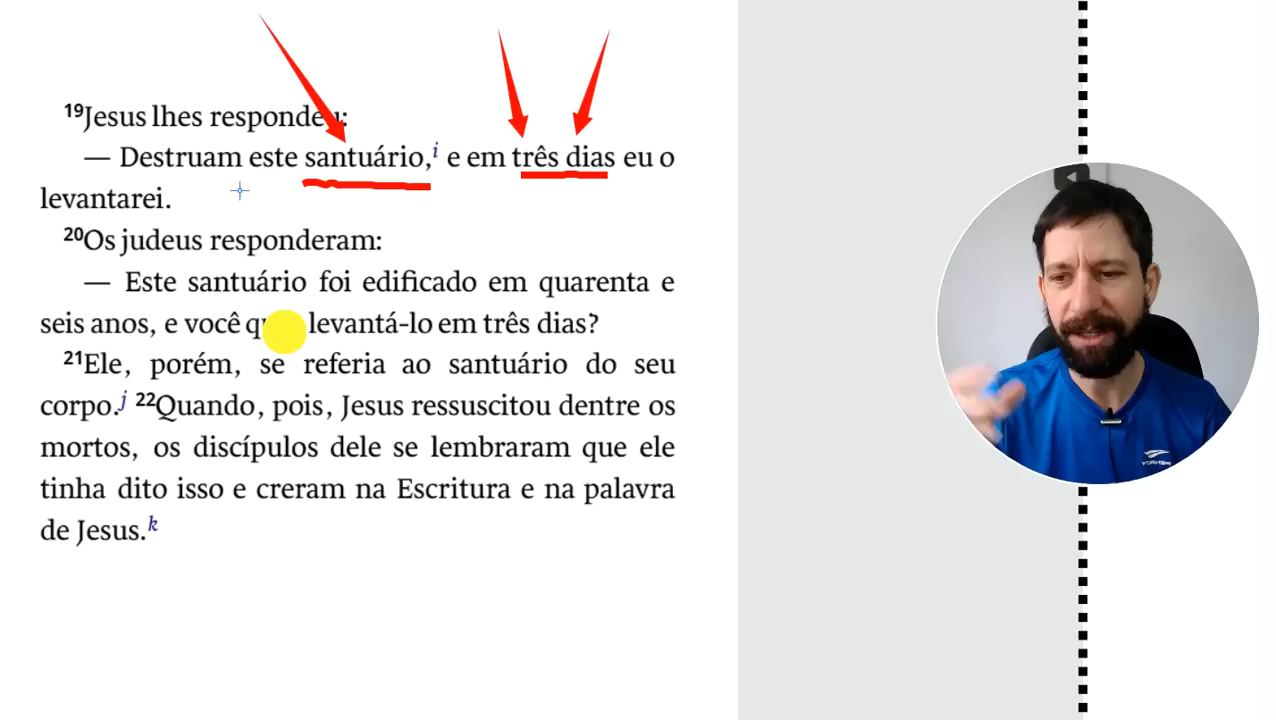 19Jesus lhes respondeu:
— Destruam este santuário,i e em três dias eu o
levantarei.
20Os judeus responderam:
— Este santuário foi edificado em quarenta e
seis anos, e você levantá-lo em três dias?
21Ele, porém, se referia ao santuário do seu
corpo.j 22Quando, pois, Jesus ressuscitou dentre os
mortos, os discípulos dele se lembraram que ele
tinha dito isso e creram na Escritura e na palavra
de Jesus.k